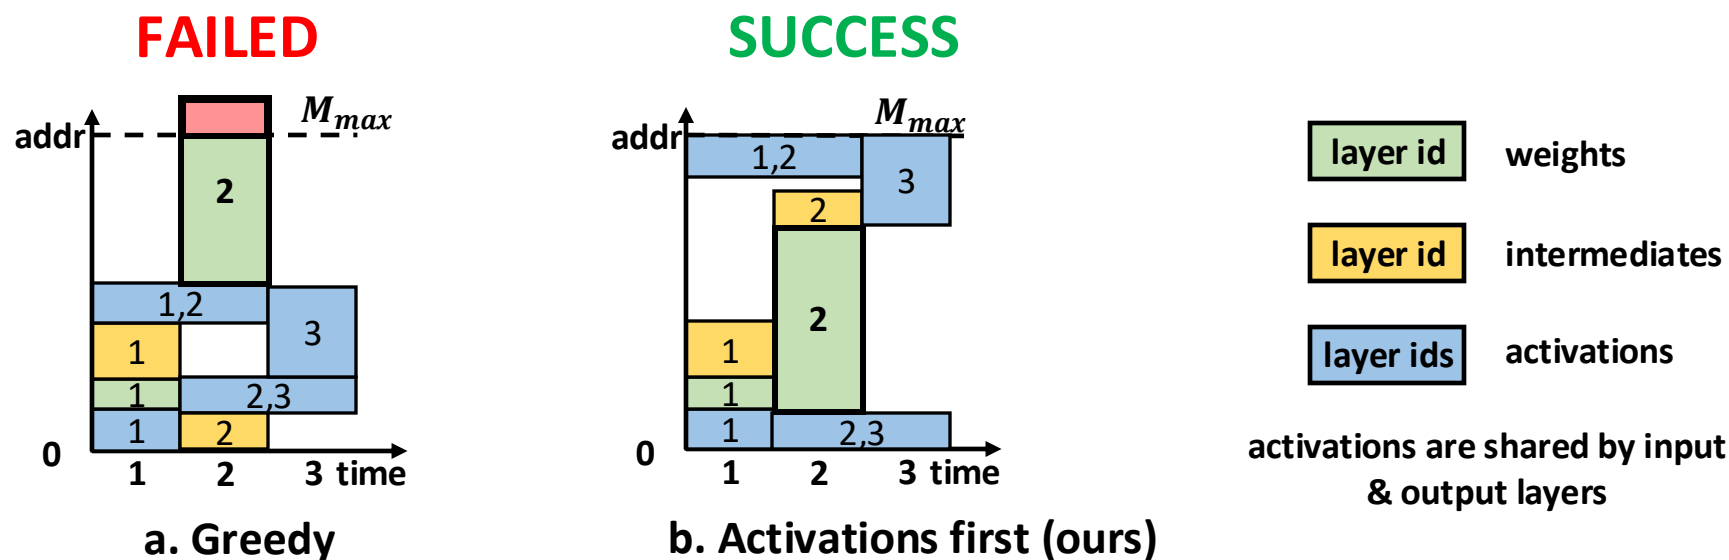 FAILED
SUCCESS
addr
M_max
2
1,2
3
1
1
2,3
1
2
0
1
2
3
time
a. Greedy
addr
M_max
1,2
3
2
2
1
1
1
2,3
0
1
2
3
time
b. Activations first (ours)
layer id
weights
layer id
intermediates
layer ids
activations
activations are shared by input
& output layers